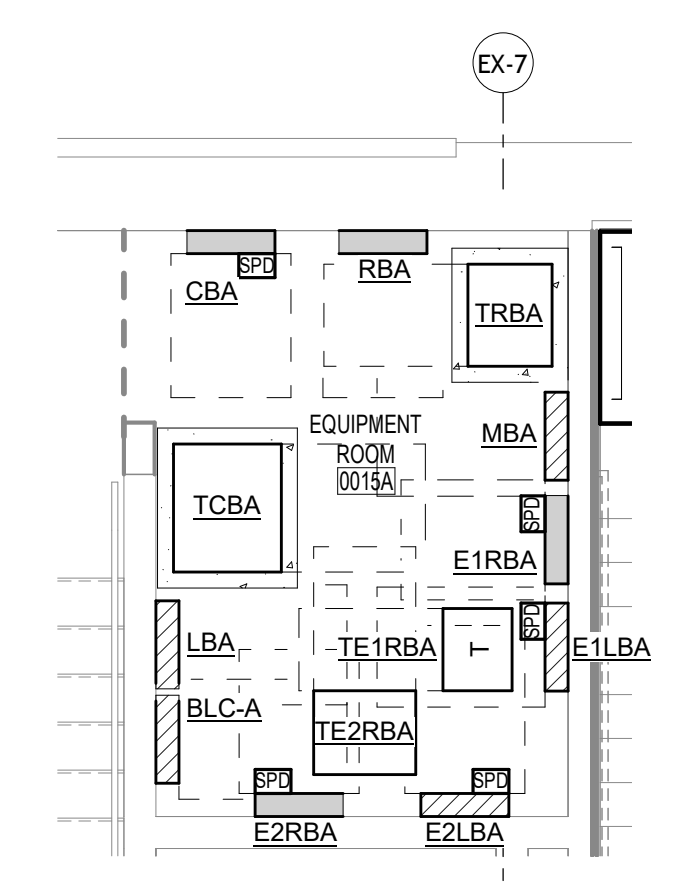 EX-7
SPD
CBA
RBA
TRBA
EQUIPMENT
ROOM
0015A
MBA
TCBA
SPD
E1RBA
SPD
LBA
TE1RBA
T
E1LBA
BLC-A
TE2RBA
SPD
SPD
E2RBA
E2LBA